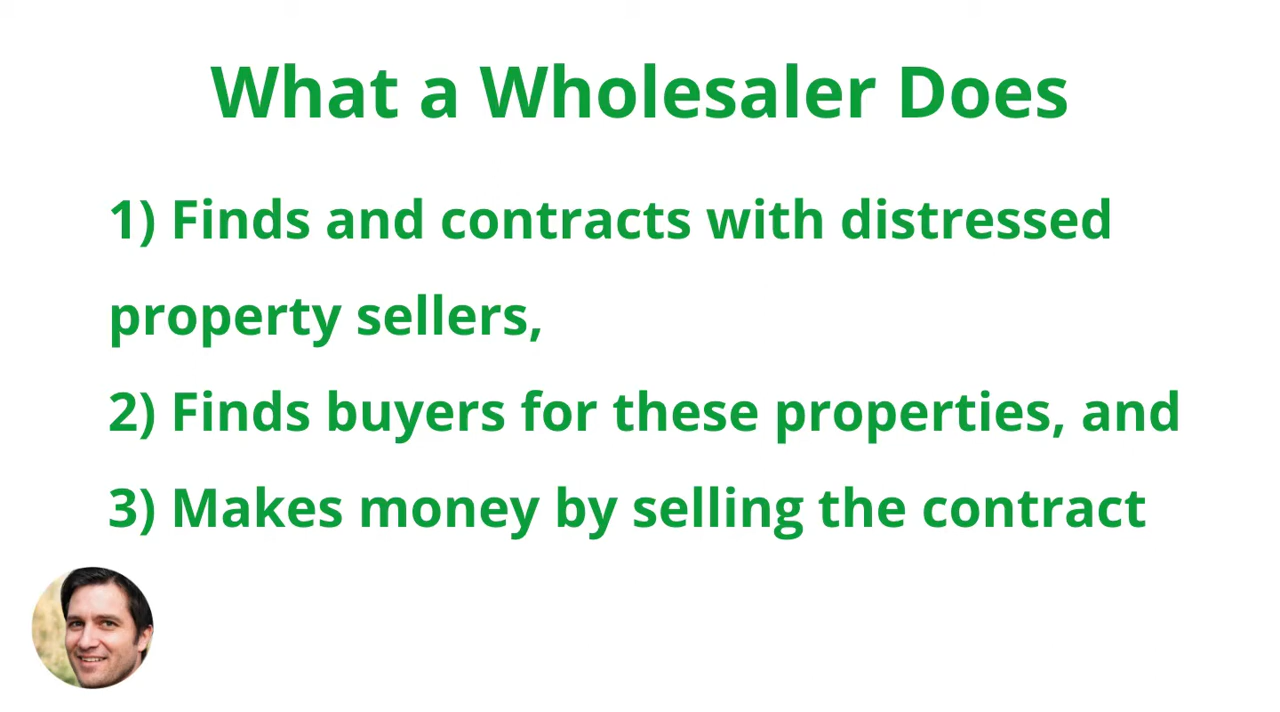 What a Wholesaler Does
1) Finds and contracts with distressed
property sellers,
2) Finds buyers for these properties, and
3) Makes money by selling the contract